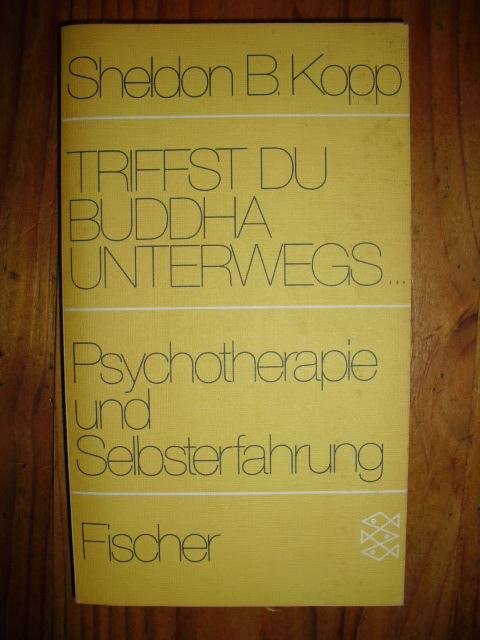 Sheldon B. Kopp
TRIFFST DU
BUDDHA
UNTERWEGS...
Psychotherapie
und
Selbsterfahrung
Fischer